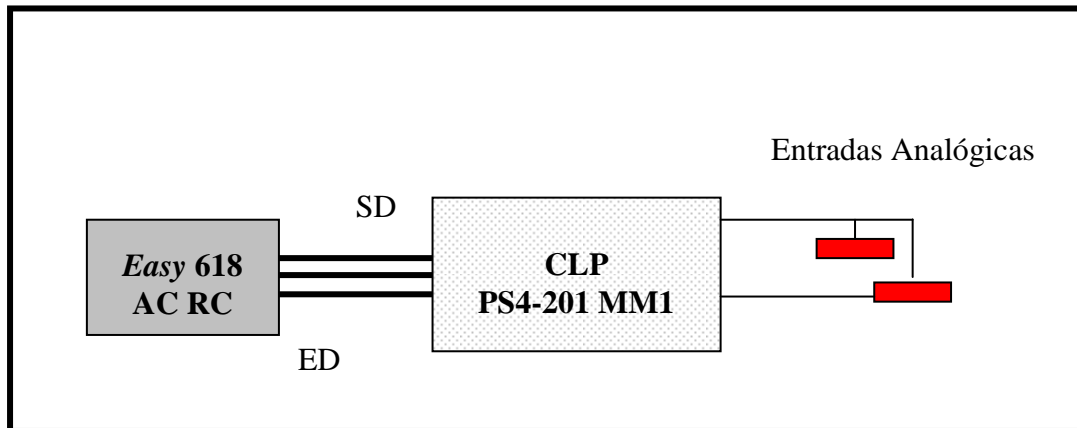 Entradas Analógicas
SD
Easy 618
AC RC
CLP
PS4-201 MM1
ED